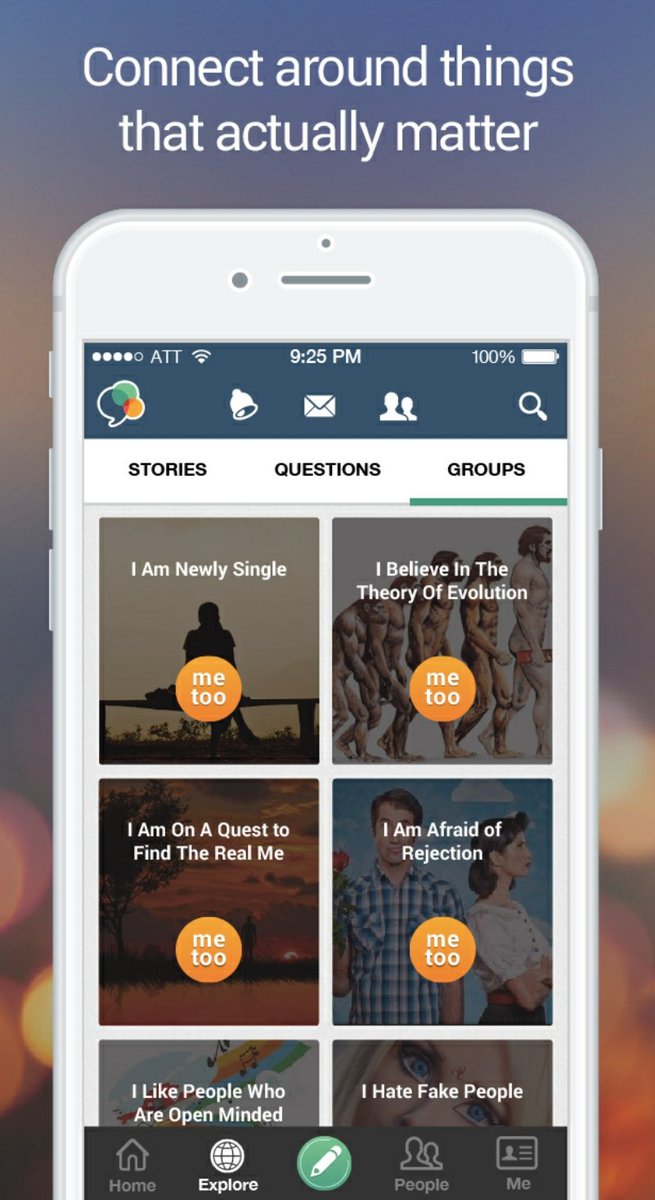 Connect around things
that actually matter
ATT 9:25 PM 100%
STORIES QUESTIONS GROUPS
I Am Newly Single
me
too
I Believe In The
Theory Of Evolution
me
too
I Am On A Quest to
Find The Real Me
me
too
I Am Afraid of
Rejection
me
too
I Like People Who
Are Open Minded
I Hate Fake People
Home Explore People Me